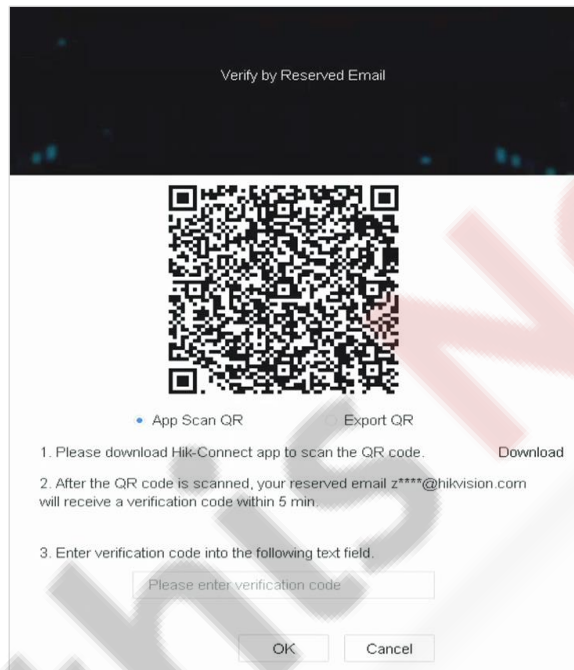 Verify by Reserved Email
App Scan QR
Export QR
1. Please download Hik-Connect app to scan the QR code.
Download
2. After the QR code is scanned, your reserved email z****@hikvision.com
will receive a verification code within 5 min.
3. Enter verification code into the following text field.
Please enter verification code
OK
Cancel
this